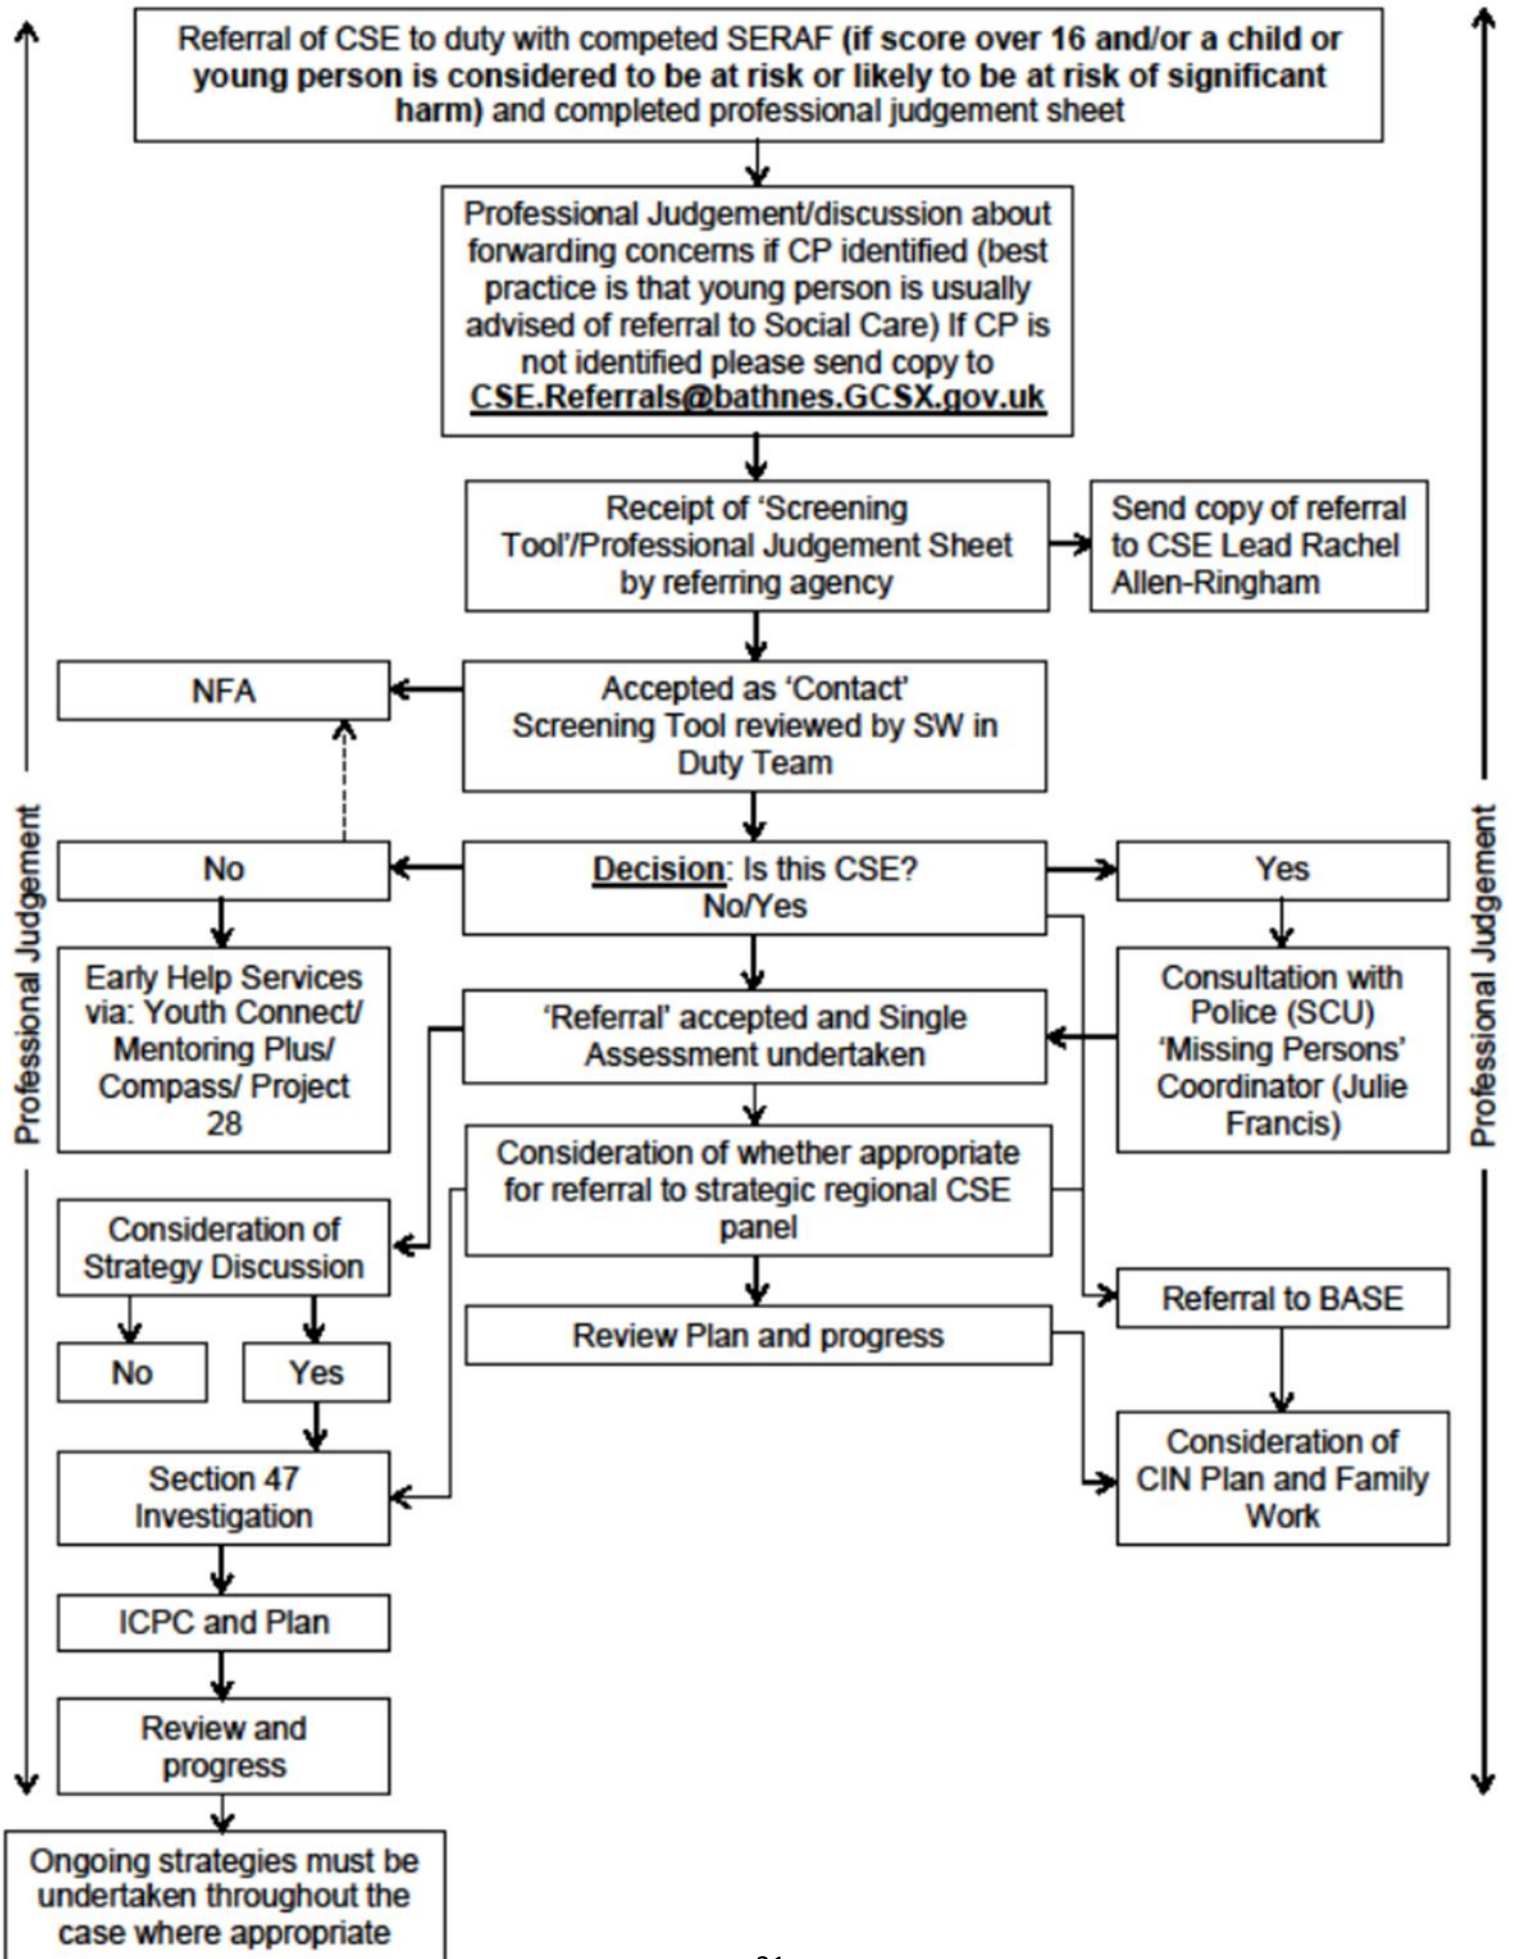 Referral of CSE to duty with competed SERAF (if score over 16 and/or a child or
young person is considered to be at risk or likely to be at risk of significant
harm) and completed professional judgement sheet
Professional Judgement/discussion about
forwarding concerns if CP identified (best
practice is that young person is usually
advised of referral to Social Care) If CP is
not identified please send copy to
CSE.Referrals@bathnes.GCSX.gov.uk
Receipt of ‘Screening
Tool’/Professional Judgement Sheet
by referring agency
Send copy of referral
to CSE Lead Rachel
Allen-Ringham
NFA
Accepted as ‘Contact’
Screening Tool reviewed by SW in
Duty Team
Professional Judgement
Professional Judgement
No
Decision: Is this CSE?
No/Yes
Yes
Early Help Services
via: Youth Connect/
Mentoring Plus/
Compass/ Project
28
‘Referral’ accepted and Single
Assessment undertaken
Consultation with
Police (SCU)
‘Missing Persons’
Coordinator (Julie
Francis)
Consideration of whether appropriate
for referral to strategic regional CSE
panel
Consideration of
Strategy Discussion
Referral to BASE
Review Plan and progress
No
Yes
Consideration of
CIN Plan and Family
Work
Section 47
Investigation
ICPC and Plan
Review and
progress
Ongoing strategies must be
undertaken throughout the
case where appropriate